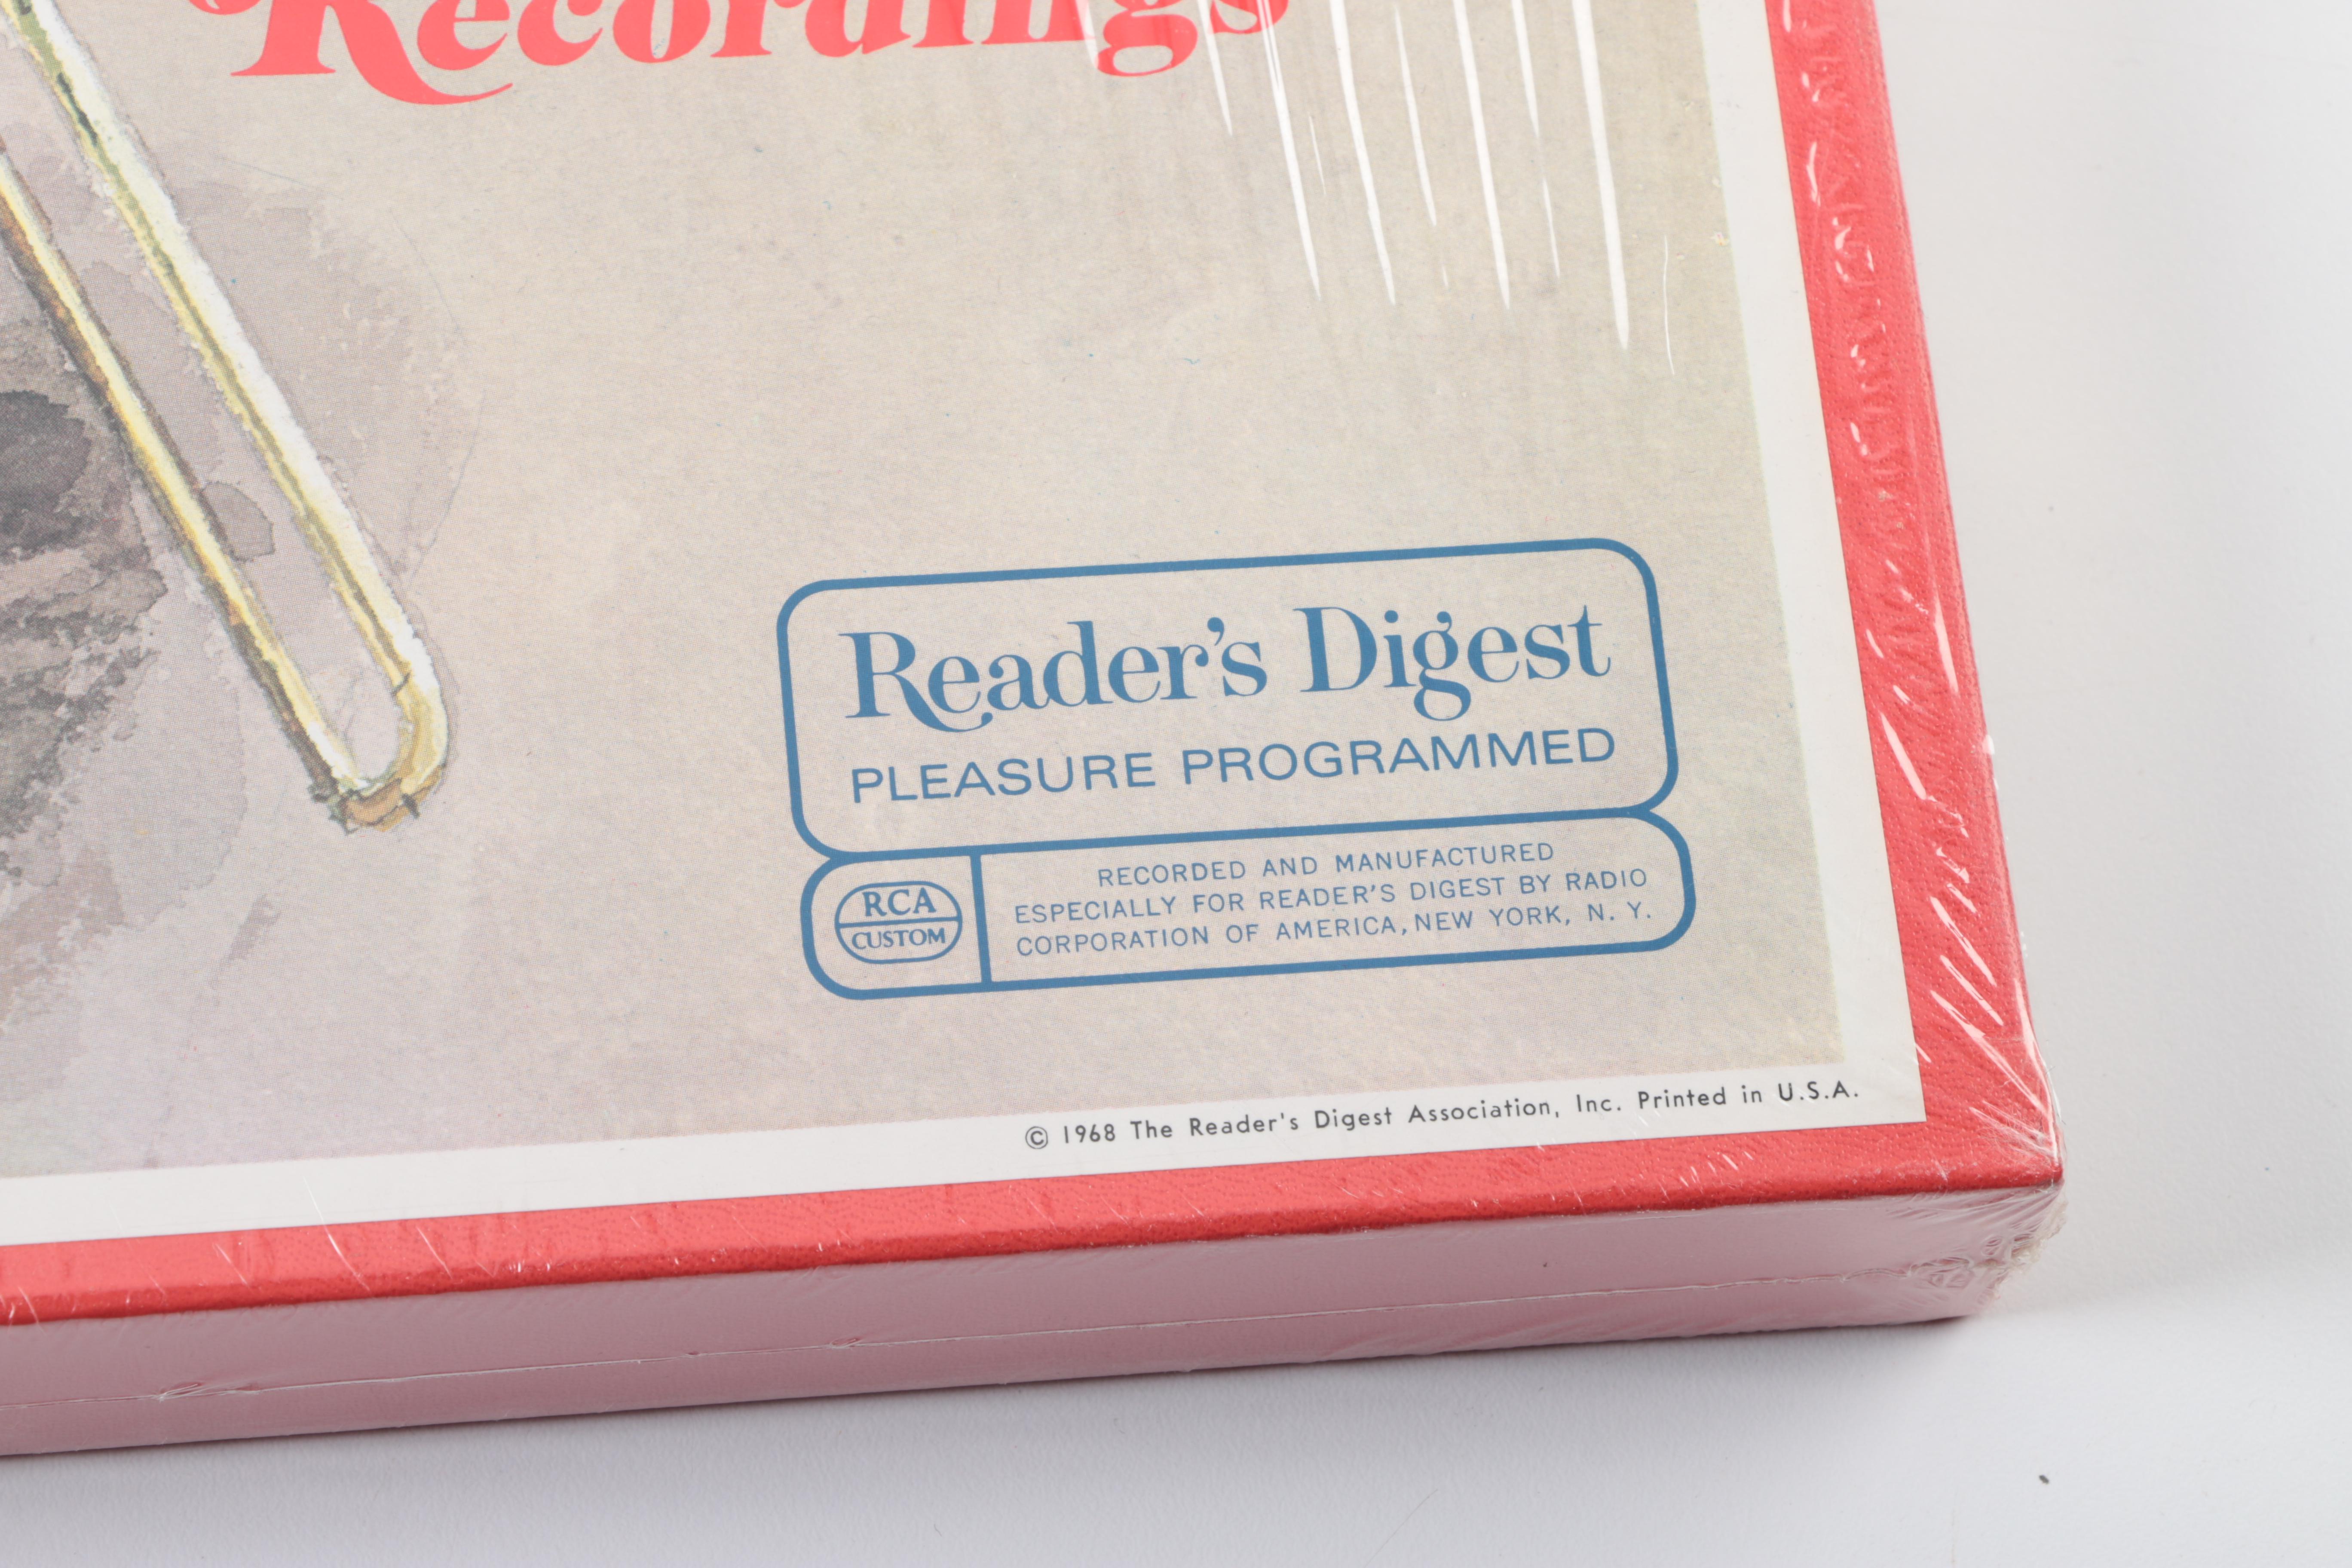 Recordings
Reader's Digest
PLEASURE PROGRAMMED
RCA
CUSTOM
RECORDED AND MANUFACTURED
ESPECIALLY FOR READER'S DIGEST BY RADIO
CORPORATION OF AMERICA, NEW YORK, N. Y.
© 1968 The Reader's Digest Association, Inc. Printed in U.S.A.